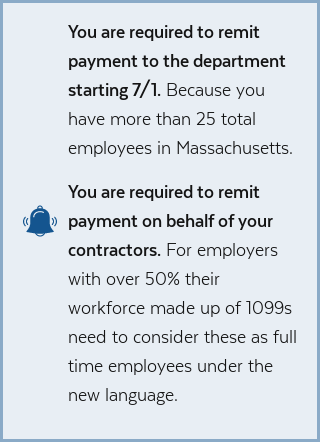 You are required to remit
payment to the department
starting 7/1. Because you
have more than 25 total
employees in Massachusetts.
You are required to remit
payment on behalf of your
contractors. For employers
with over 50% their
workforce made up of 1099s
need to consider these as full
time employees under the
new language.